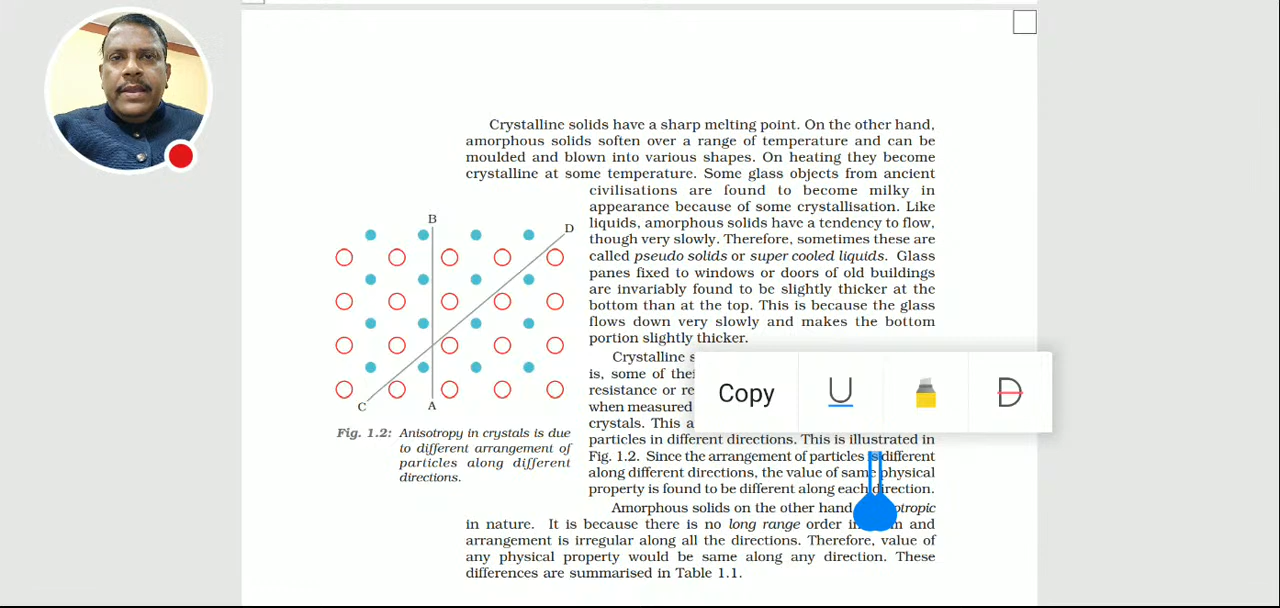 Crystalline solids have a sharp melting point. On the other hand,
amorphous solids soften over a range of temperature and can be
moulded and blown into various shapes. On heating they become
crystalline at some temperature. Some glass objects from ancient
civilisations are found to become milky in
appearance because of some crystallisation. Like
liquids, amorphous solids have a tendency to flow,
though very slowly. Therefore, sometimes these are
called pseudo solids or super cooled liquids. Glass
panes fixed to windows or doors of old buildings
are invariably found to be slightly thicker at the
bottom than at the top. This is because the glass
flows down very slowly and makes the bottom
portion slightly thicker.
B
D
C
A
Fig. 1.2: Anisotropy in crystals is due
to different arrangement of
particles along different
directions.
Crystalline
is, some of
resistance or
when measured
crystals. This
particles in different directions. This is illustrated in
Fig. 1.2. Since the arrangement of particles is different
along different directions, the value of same physical
property is found to be different along each direction.
Copy
U
D
Amorphous solids on the other hand
in nature. It is because there is no long range order in and
arrangement is irregular along all the directions. Therefore, value of
any physical property would be same along any direction. These
differences are summarised in Table 1.1.